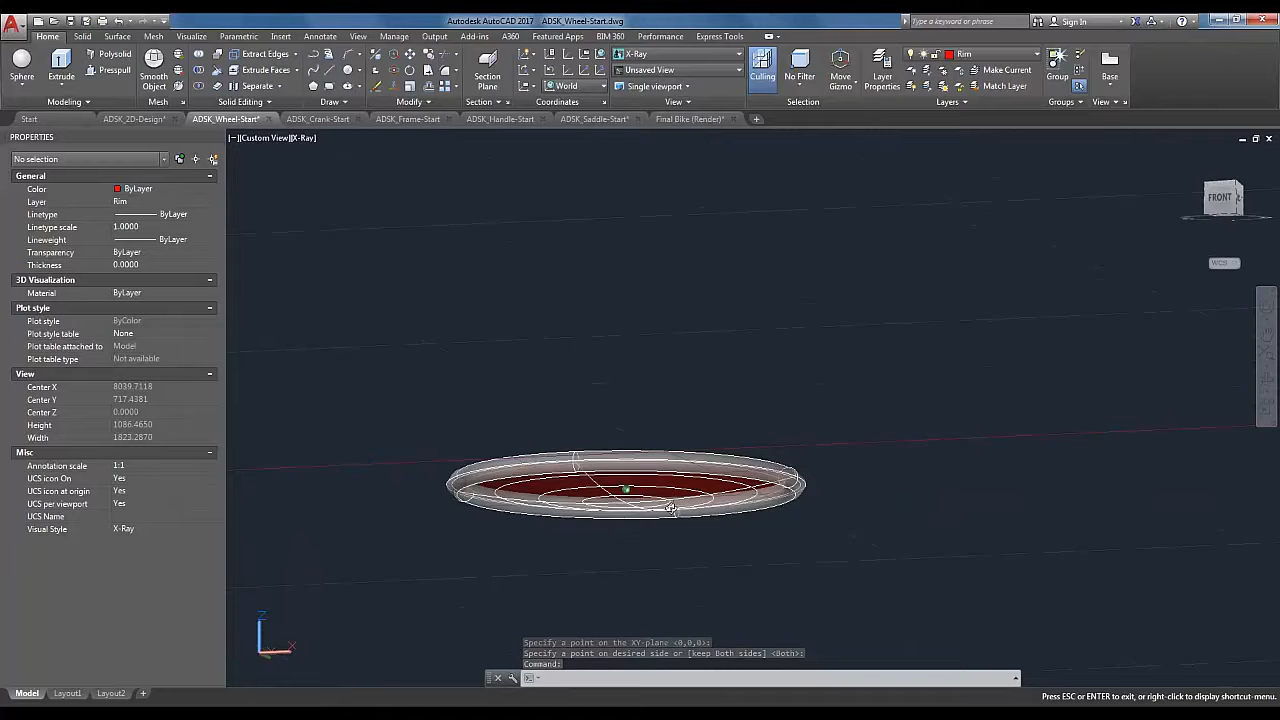 Autodesk AutoCAD 2017 ADSK_Wheel-Start.dwg
Type a keyword or phrase
Sign In
Home Solid Surface Mesh Visualize Parametric Insert Annotate View Manage Output Add-ins A360 Featured Apps BIM 360 Performance Express Tools
Polysolid
Extract Edges
X-Ray
Rim
Sphere Extrude Presspull
Smooth Object
Extrude Faces
Section Plane
Unsaved View
Culling No Filter Move Gizmo
Layer Properties
Make Current
Group Base
Separate
World
Single viewport
Match Layer
Modeling Mesh Solid Editing Draw Modify Section Coordinates View Selection Layers Groups View
Start ADSK_2D-Design* ADSK_Wheel-Start* ADSK_Crank-Start ADSK_Frame-Start ADSK_Handle-Start ADSK_Saddle-Start* Final Bike (Render)*
PROPERTIES
[−][Custom View][X-Ray]
No selection
General
Color ByLayer
Layer Rim
Linetype ByLayer
Linetype scale 1.0000
Lineweight ByLayer
Transparency ByLayer
Thickness 0.0000
3D Visualization
Material ByLayer
Plot style
Plot style ByColor
Plot style table None
Plot table attached to Model
Plot table type Not available
View
Center X 8039.7118
Center Y 717.4381
Center Z 0.0000
Height 1086.4650
Width 1823.2870
Misc
Annotation scale 1:1
UCS icon On Yes
UCS icon at origin Yes
UCS per viewport Yes
UCS Name
Visual Style X-Ray
FRONT
WCS
Z
X
Specify a point on the XY-plane <0,0,0>:
Specify a point on desired side or [keep Both sides] <Both>:
Command:
Model Layout1 Layout2
Press ESC or ENTER to exit, or right-click to display shortcut-menu.